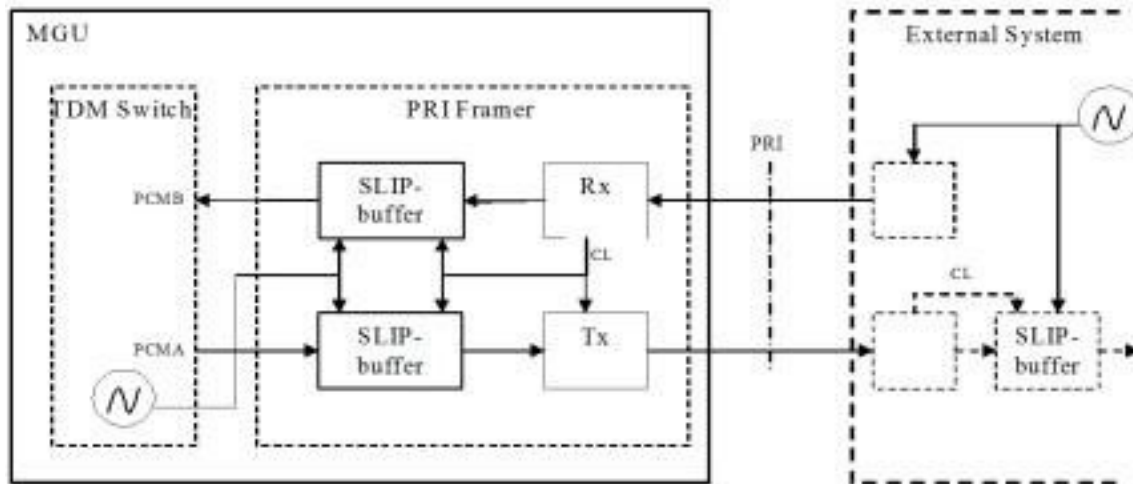 MGU
External System
TDM Switch
PRI Framer
PRI
PCMB
SLIP-
buffer
Rx
CL
CL
PCMA
SLIP-
buffer
Tx
SLIP-
buffer